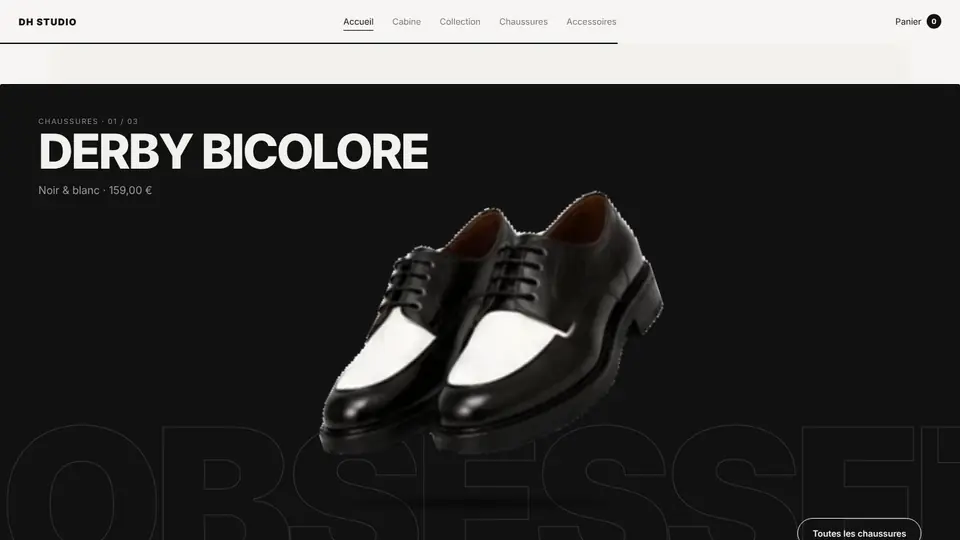 DH STUDIO
Accueil Cabine Collection Chaussures Accessoires
Panier 0
CHAUSSURES · 01 / 03
DERBY BICOLORE
Noir & blanc · 159,00 €
OBSESSET
Toutes les chaussures